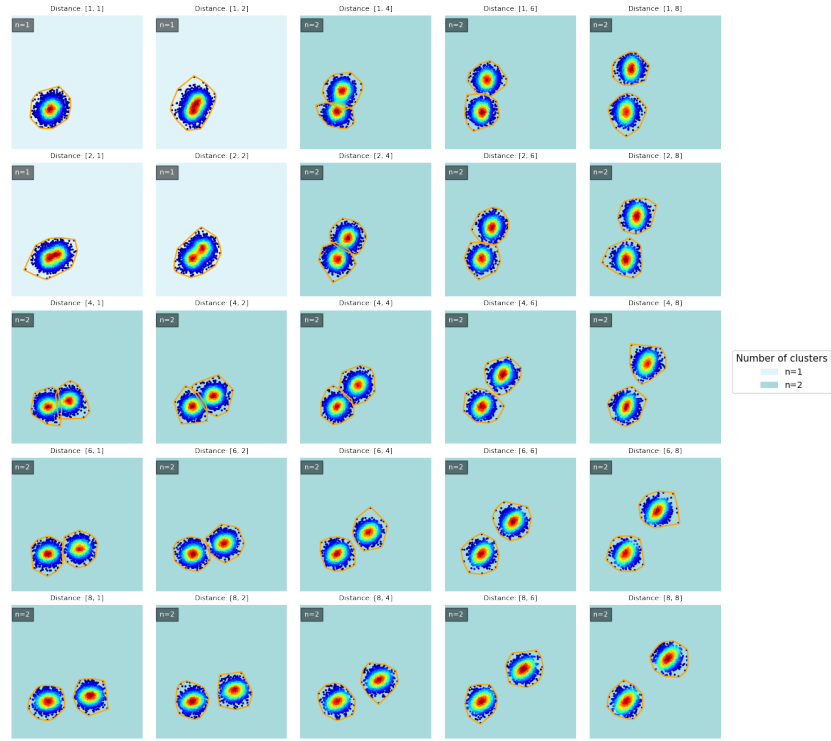 Distance: [1, 1]
n=1
Distance: [1, 2]
n=1
Distance: [1, 4]
n=2
Distance: [1, 6]
n=2
Distance: [1, 8]
n=2
Distance: [2, 1]
n=1
Distance: [2, 2]
n=1
Distance: [2, 4]
n=2
Distance: [2, 6]
n=2
Distance: [2, 8]
n=2
Distance: [4, 1]
n=2
Distance: [4, 2]
n=2
Distance: [4, 4]
n=2
Distance: [4, 6]
n=2
Distance: [4, 8]
n=2
Number of clusters
n=1
n=2
Distance: [6, 1]
n=2
Distance: [6, 2]
n=2
Distance: [6, 4]
n=2
Distance: [6, 6]
n=2
Distance: [6, 8]
n=2
Distance: [8, 1]
n=2
Distance: [8, 2]
n=2
Distance: [8, 4]
n=2
Distance: [8, 6]
n=2
Distance: [8, 8]
n=2